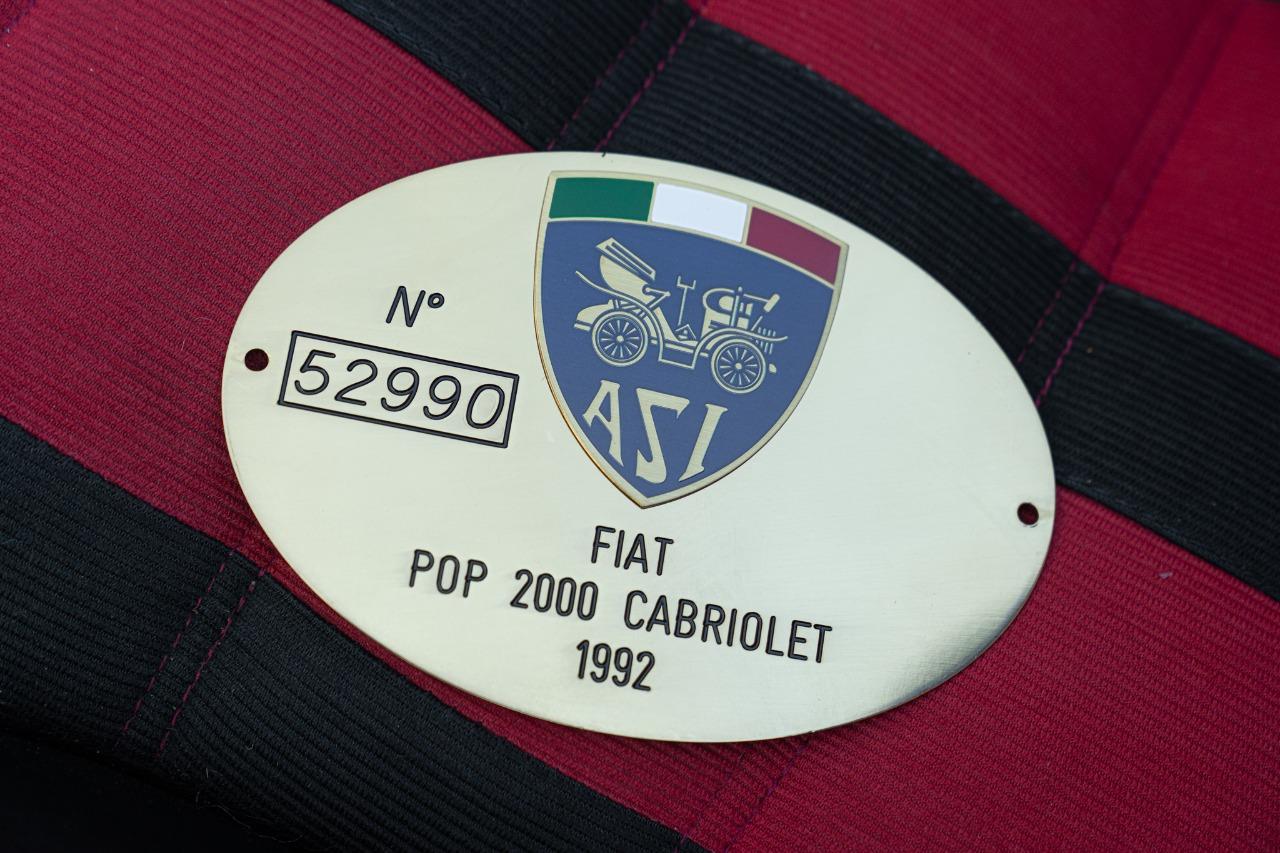 N°
52990
ASI
FIAT
POP 2000 CABRIOLET
1992